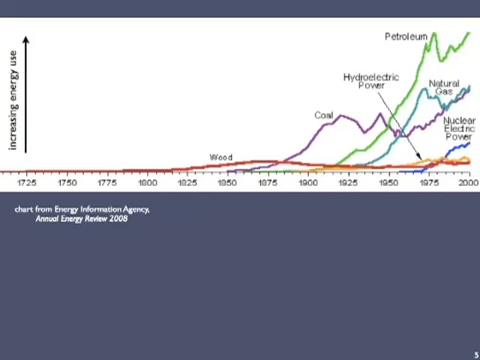 increasing energy use
Petroleum
Hydroelectric
Power
Natural
Gas
Coal
Nuclear
Electric
Power
Wood
1725 1750 1775 1800 1825 1850 1875 1900 1925 1950 1975 2000
chart from Energy Information Agency,
Annual Energy Review 2008
5